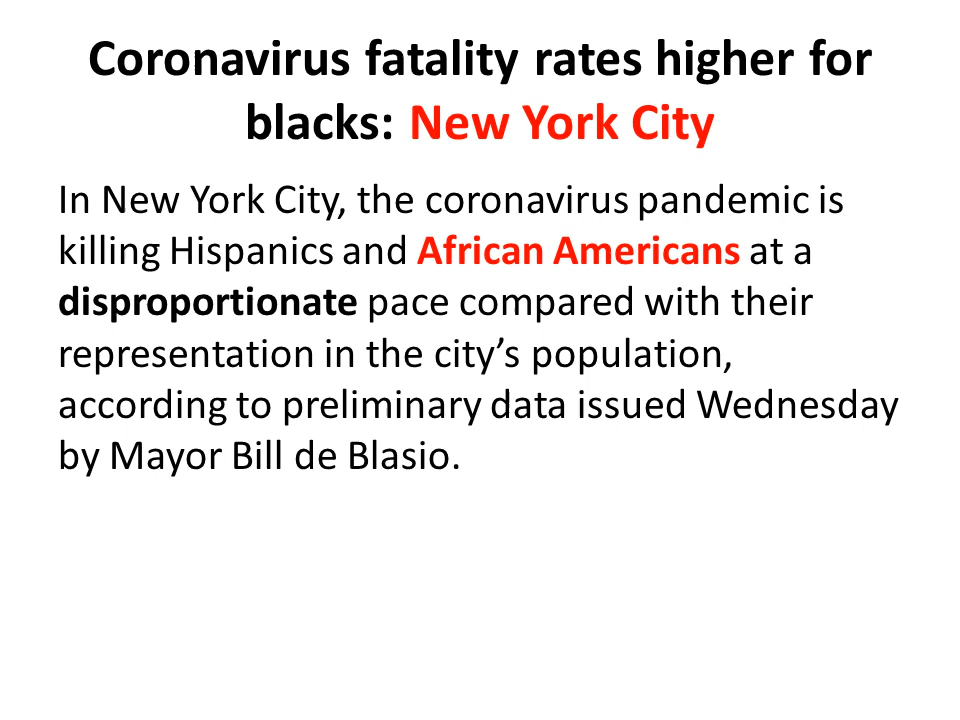 Coronavirus fatality rates higher for
blacks: New York City
In New York City, the coronavirus pandemic is
killing Hispanics and African Americans at a
disproportionate pace compared with their
representation in the city’s population,
according to preliminary data issued Wednesday
by Mayor Bill de Blasio.